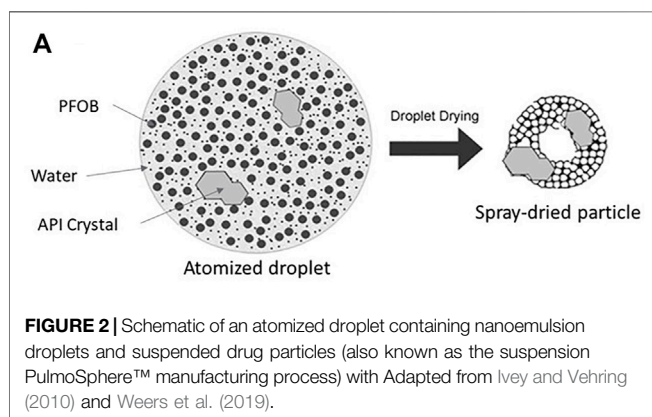 A
PFOB
Water
API Crystal
Atomized droplet
Droplet Drying
Spray-dried particle
FIGURE 2 | Schematic of an atomized droplet containing nanoemulsion
droplets and suspended drug particles (also known as the suspension
PulmoSphere™ manufacturing process) with Adapted from Ivey and Vehring
(2010) and Weers et al. (2019).